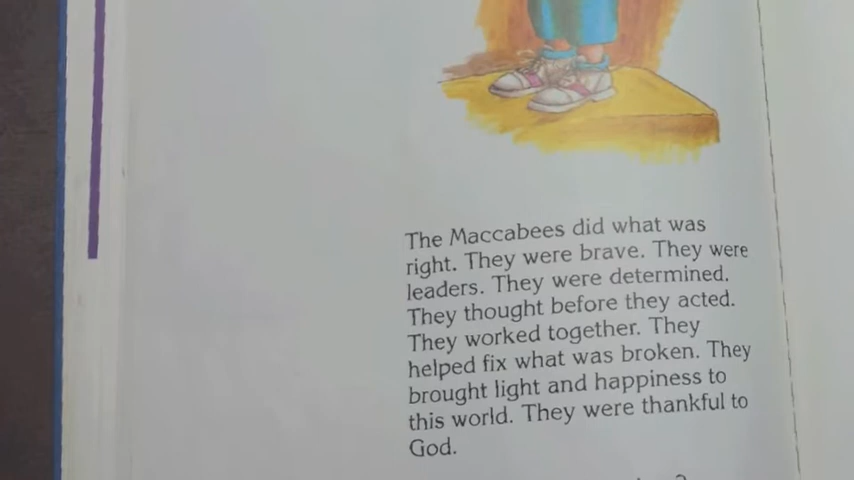 The Maccabees did what was
right. They were brave. They were
leaders. They were determined.
They thought before they acted.
They worked together. They
helped fix what was broken. They
brought light and happiness to
this world. They were thankful to
God.